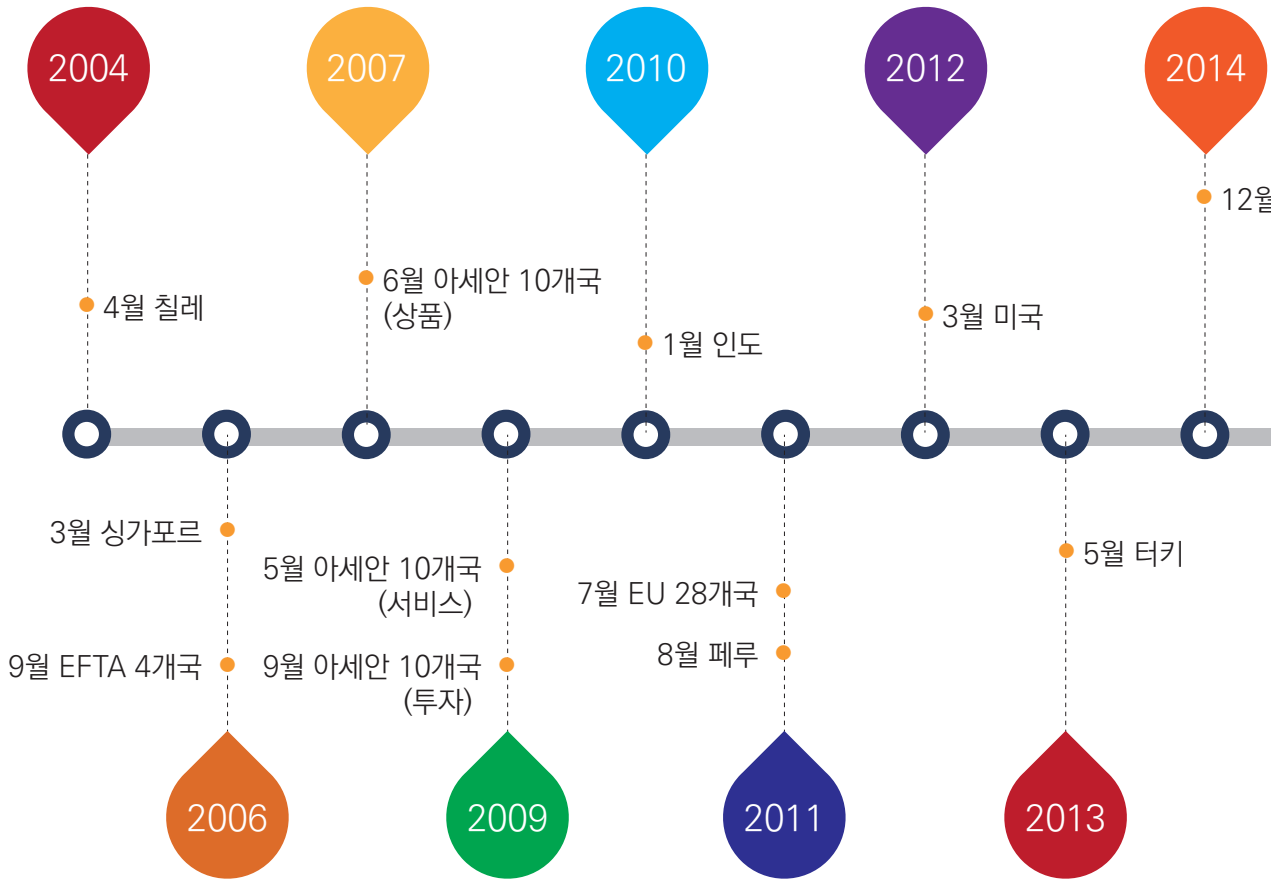 2004
2007
2010
2012
2014
12월
6월 아세안 10개국
(상품)
4월 칠레
3월 미국
1월 인도
3월 싱가포르
5월 아세안 10개국
(서비스)
5월 터키
7월 EU 28개국
8월 페루
9월 EFTA 4개국
9월 아세안 10개국
(투자)
2006
2009
2011
2013